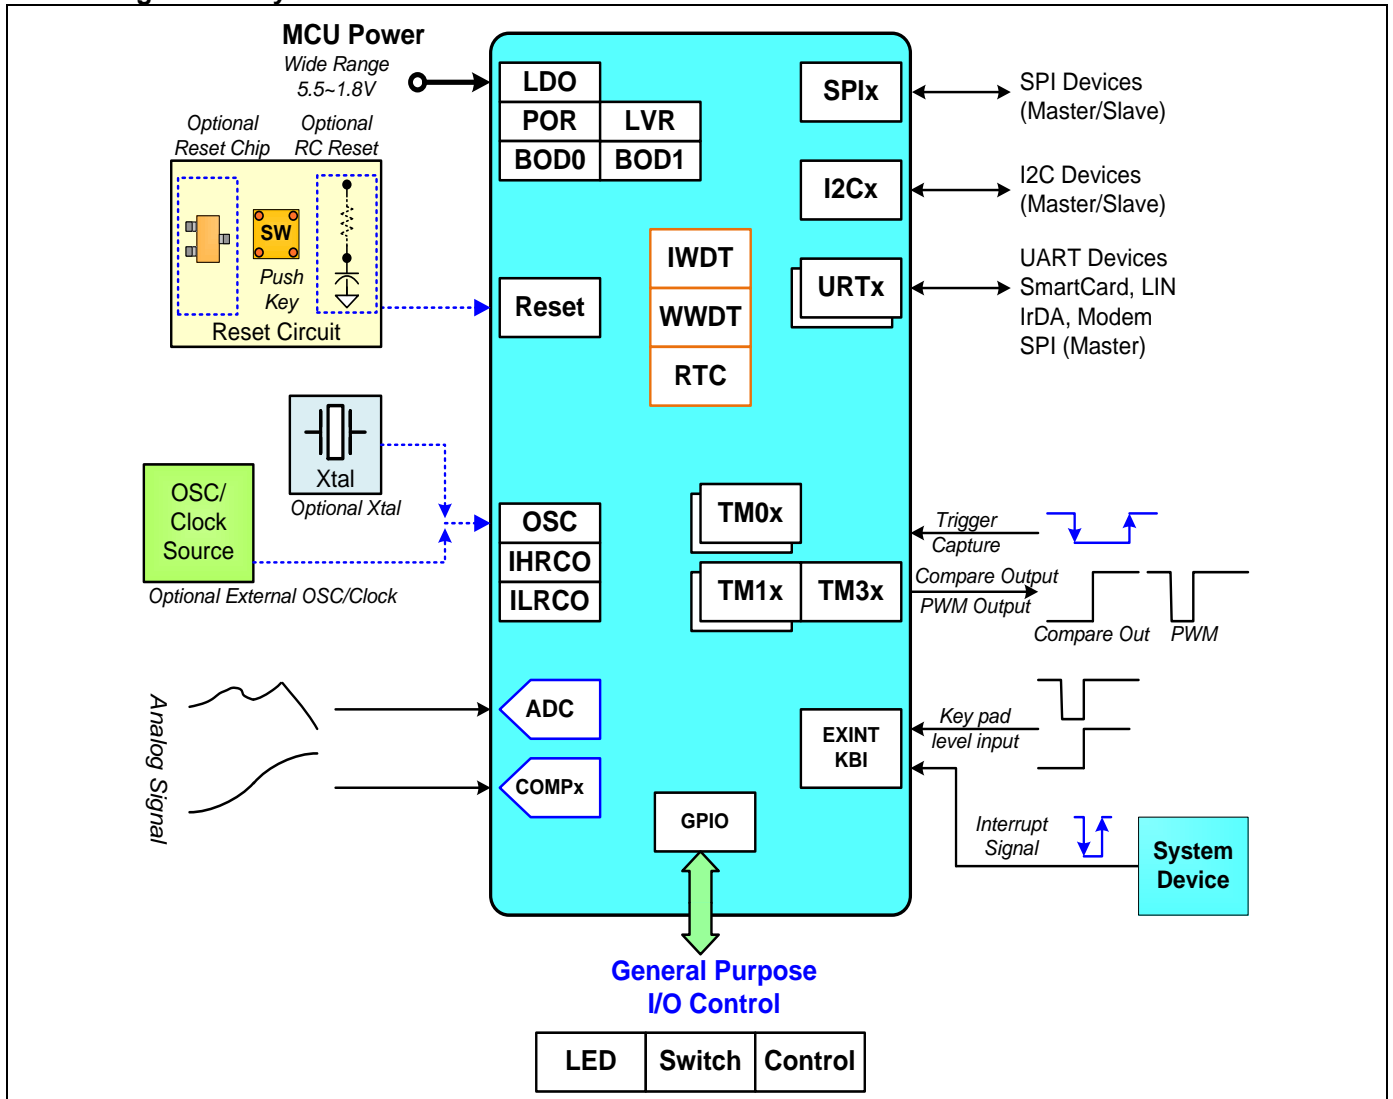 MCU Power
Wide Range
5.5~1.8V
LDO
POR
LVR
BOD0
BOD1
SPIx
SPI Devices
(Master/Slave)
I2Cx
I2C Devices
(Master/Slave)
URTx
UART Devices
SmartCard, LIN
IrDA, Modem
SPI (Master)
Optional
Reset Chip
Optional
RC Reset
SW
Push
Key
Reset Circuit
Reset
IWDT
WWDT
RTC
Xtal
Optional Xtal
OSC/
Clock
Source
Optional External OSC/Clock
OSC
IHRCO
ILRCO
TM0x
TM1x
TM3x
Trigger
Capture
Compare Output
PWM Output
Compare Out
PWM
Analog Signal
ADC
COMPx
EXINT
KBI
Key pad
level input
Interrupt
Signal
System
Device
GPIO
General Purpose
I/O Control
LED
Switch
Control